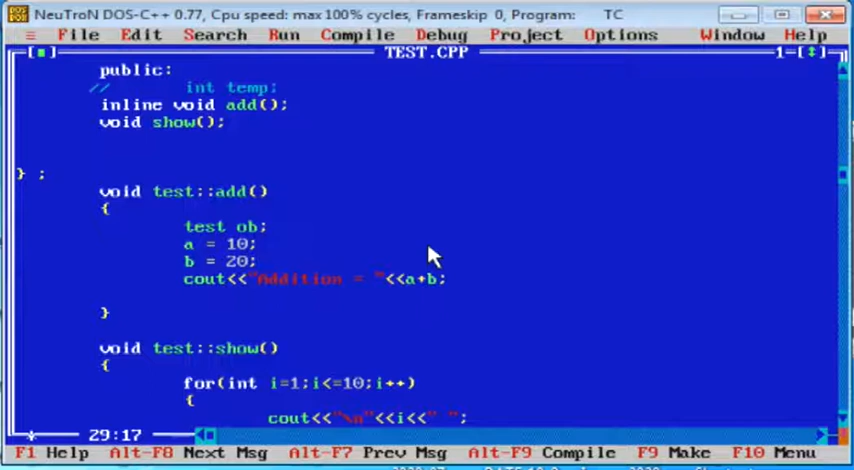 NeuTroN DOS-C++ 0.77, Cpu speed: max 100% cycles, Frameskip 0, Program: TC
≡ File Edit Search Run Compile Debug Project Options Window Help
[■] TEST.CPP 1=[↕]
public:
// int temp;
inline void add();
void show();
} ;
void test::add()
{
test ob;
a = 10;
b = 20;
cout<<"Addition = "<<a+b;
}
void test::show()
{
for(int i=1;i<=10;i++)
{
cout<<"\n"<<i<<" ";
* 29:17
F1 Help Alt-F8 Next Msg Alt-F7 Prev Msg Alt-F9 Compile F9 Make F10 Menu